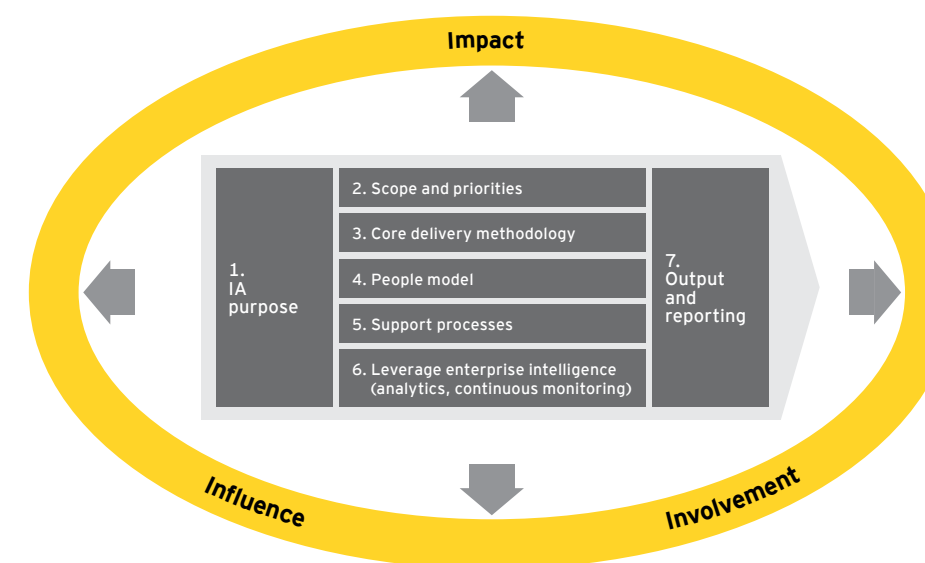 Impact
1.
IA
purpose
2. Scope and priorities
3. Core delivery methodology
4. People model
5. Support processes
6. Leverage enterprise intelligence
(analytics, continuous monitoring)
7.
Output
and
reporting
Influence
Involvement